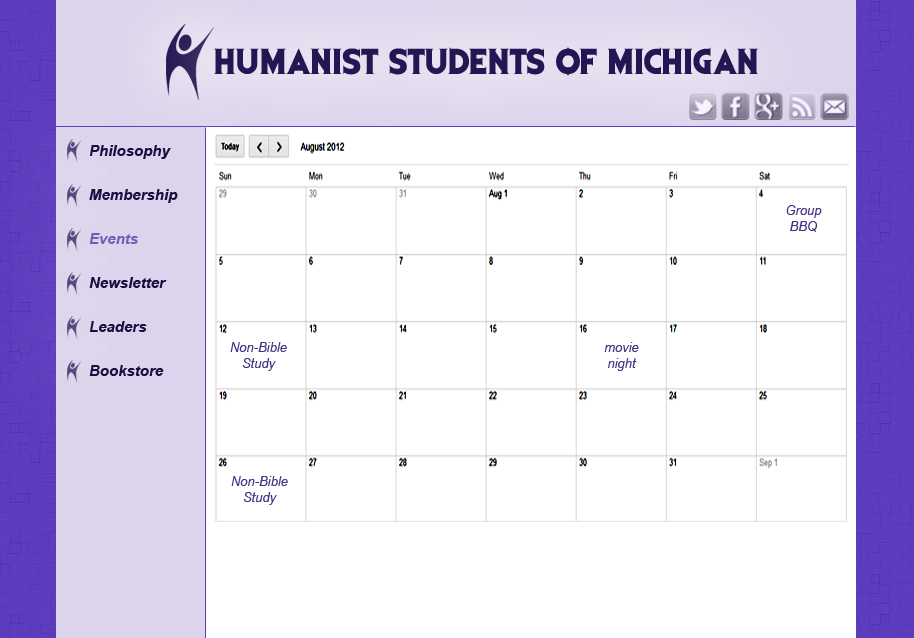 HUMANIST STUDENTS OF MICHIGAN
Philosophy
Membership
Events
Newsletter
Leaders
Bookstore
Today August 2012
Sun Mon Tue Wed Thu Fri Sat
29 30 31 Aug 1 2 3 4
Group
BBQ
5 6 7 8 9 10 11
12 13 14 15 16 17 18
Non-Bible movie
Study night
19 20 21 22 23 24 25
26 27 28 29 30 31 Sep 1
Non-Bible
Study